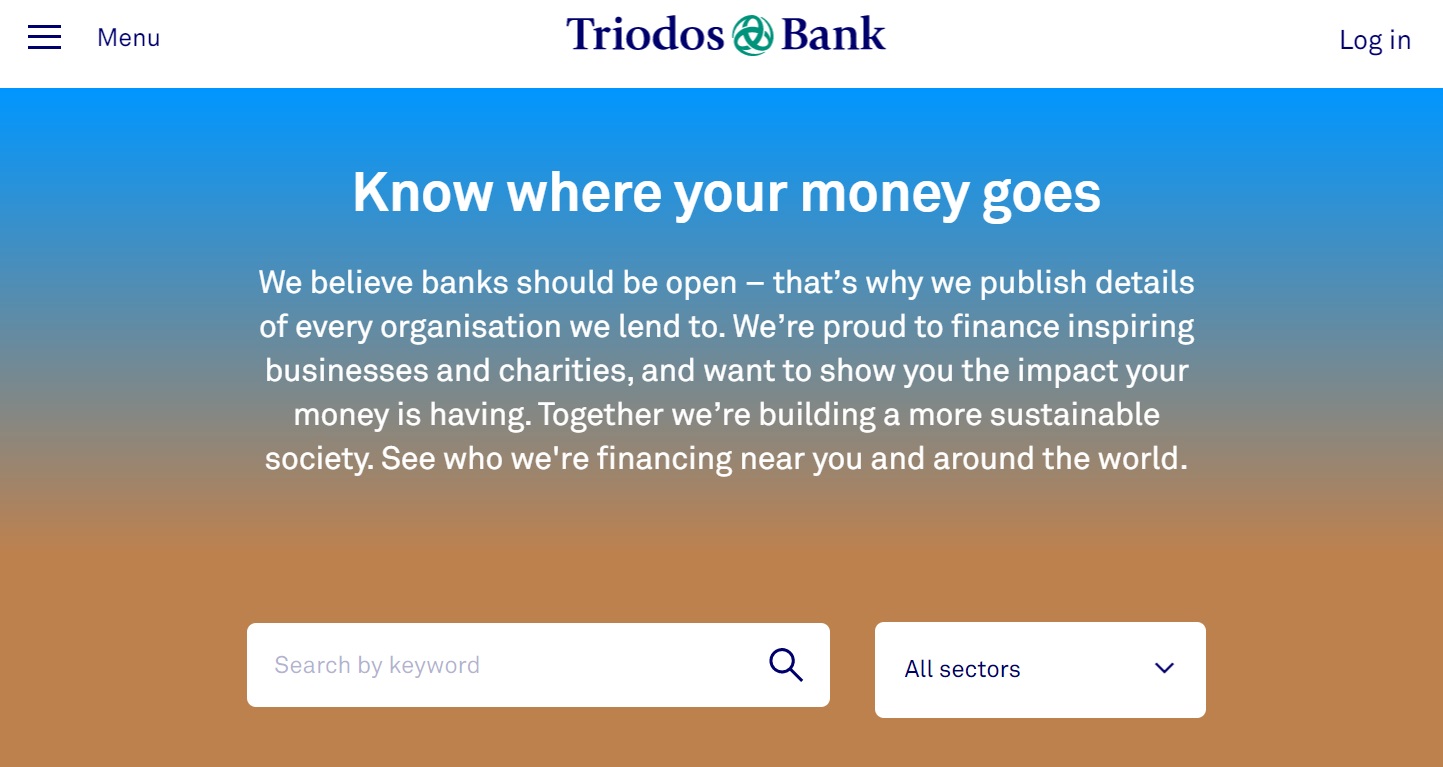 Menu
Triodos Bank
Log in
Know where your money goes
We believe banks should be open – that’s why we publish details
of every organisation we lend to. We’re proud to finance inspiring
businesses and charities, and want to show you the impact your
money is having. Together we’re building a more sustainable
society. See who we're financing near you and around the world.
Search by keyword
All sectors